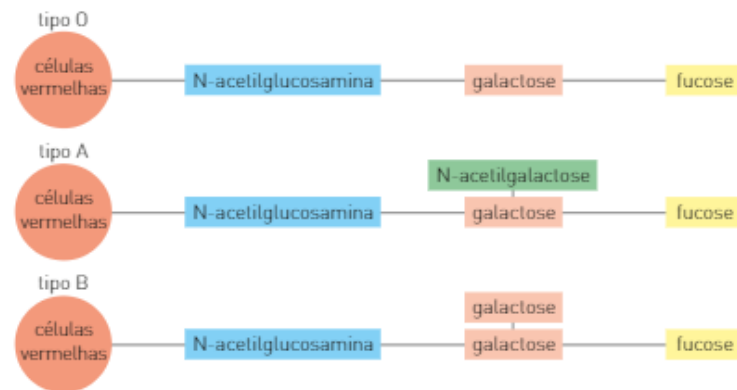 tipo O
células
vermelhas
N-acetilglucosamina
galactose
fucose
tipo A
N-acetilgalactose
células
vermelhas
N-acetilglucosamina
galactose
fucose
tipo B
galactose
células
vermelhas
N-acetilglucosamina
galactose
fucose